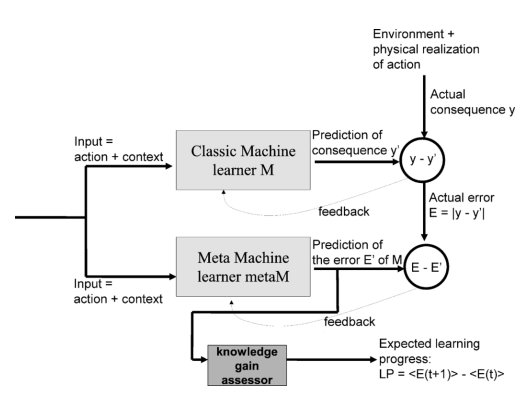 Environment +
physical realization
of action
Actual
consequence y
Input =
action + context
Classic Machine
learner M
Prediction of
consequence y'
y - y'
feedback
Actual error
E = |y - y'|
Meta Machine
learner metaM
Prediction of
the error E' of M
E - E'
Input =
action + context
feedback
knowledge
gain
assessor
Expected learning
progress:
LP = <E(t+1)> - <E(t)>